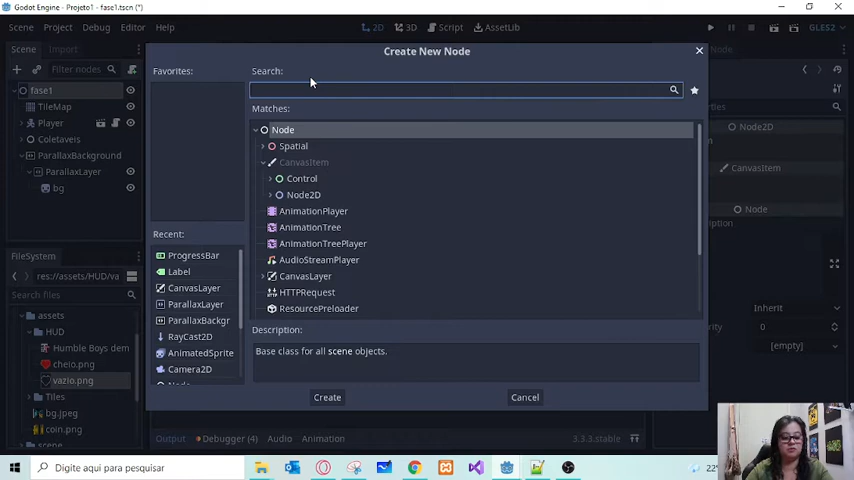 Godot Engine - Projeto1 - fase1.tscn (*)
Scene Project Debug Editor Help
2D 3D Script AssetLib
GLES2
Scene Import
Filter nodes
fase1
TileMap
Player
Coletaveis
ParallaxBackground
ParallaxLayer
bg
FileSystem
res://assets/HUD/va
Search files
assets
HUD
Humble Boys dem
cheio.png
vazio.png
Tiles
bg.jpeg
coin.png
Create New Node
Favorites:
Recent:
ProgressBar
Label
CanvasLayer
ParallaxLayer
ParallaxBackgr
RayCast2D
AnimatedSprite
Camera2D
Search:
Matches:
Node
Spatial
CanvasItem
Control
Node2D
AnimationPlayer
AnimationTree
AnimationTreePlayer
AudioStreamPlayer
CanvasLayer
HTTPRequest
ResourcePreloader
Description:
Base class for all scene objects.
Create Cancel
Node2D
CanvasItem
Node
Inherit
0
[empty]
Output Debugger (4) Audio Animation 3.3.3.stable
Digite aqui para pesquisar
22°